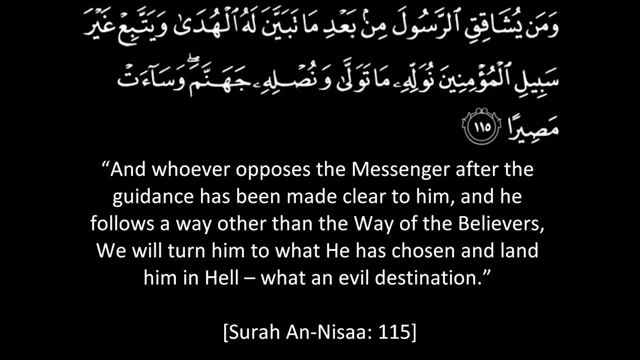 وَمَن يُشَاقِقِ ٱلرَّسُولَ مِنۢ بَعْدِ مَا تَبَيَّنَ لَهُ ٱلْهُدَىٰ وَيَتَّبِعْ غَيْرَ
سَبِيلِ ٱلْمُؤْمِنِينَ نُوَلِّهِۦ مَا تَوَلَّىٰ وَنُصْلِهِۦ جَهَنَّمَ ۖ وَسَآءَتْ
مَصِيرًا ١١٥
“And whoever opposes the Messenger after the
guidance has been made clear to him, and he
follows a way other than the Way of the Believers,
We will turn him to what He has chosen and land
him in Hell – what an evil destination.”
[Surah An-Nisaa: 115]